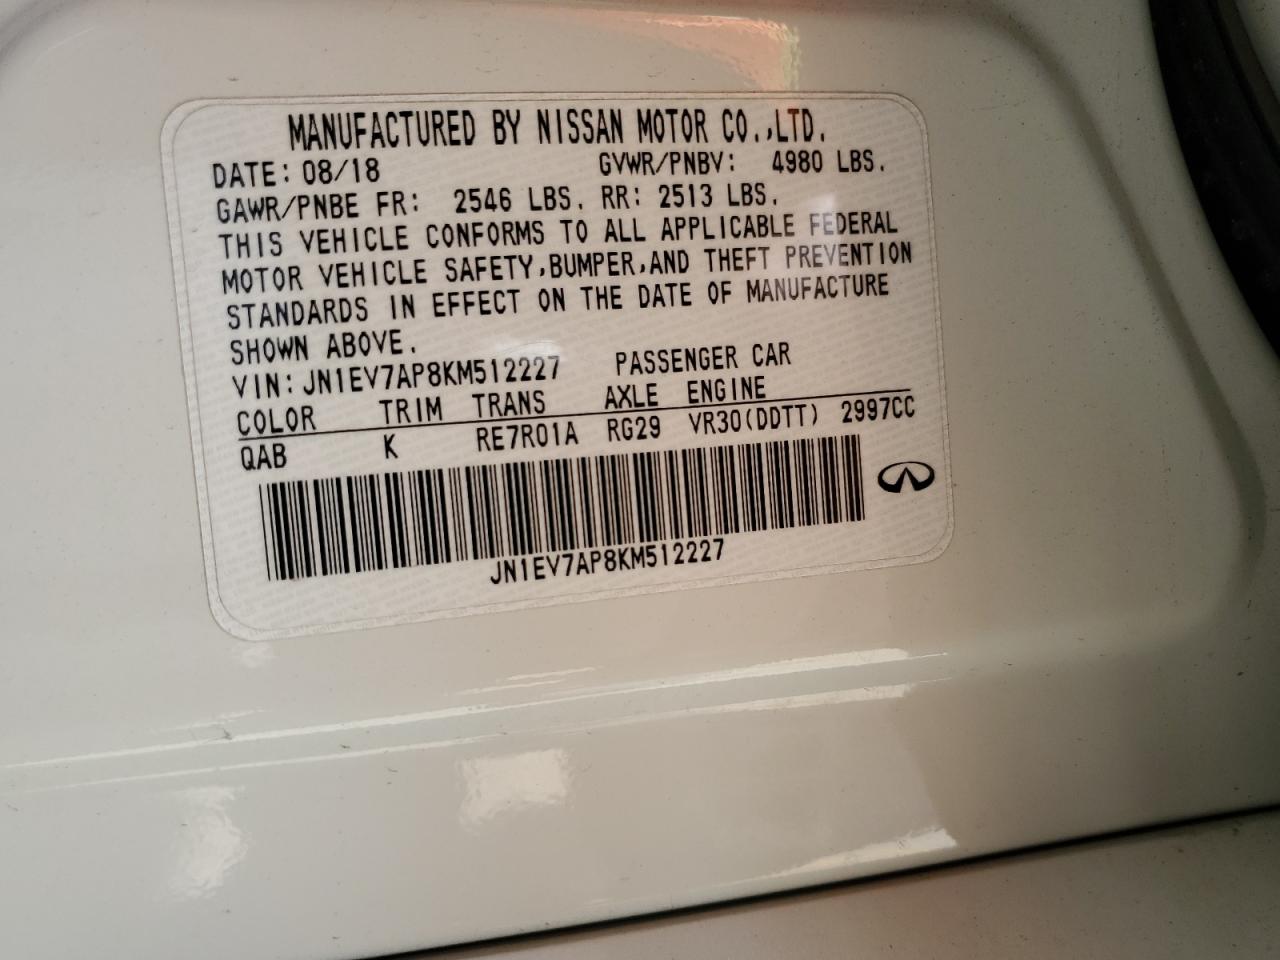 MANUFACTURED BY NISSAN MOTOR CO.,LTD.
DATE: 08/18 GVWR/PNBV: 4980 LBS.
GAWR/PNBE FR: 2546 LBS. RR: 2513 LBS.
THIS VEHICLE CONFORMS TO ALL APPLICABLE FEDERAL
MOTOR VEHICLE SAFETY,BUMPER,AND THEFT PREVENTION
STANDARDS IN EFFECT ON THE DATE OF MANUFACTURE
SHOWN ABOVE.
VIN: JN1EV7AP8KM512227 PASSENGER CAR
COLOR TRIM TRANS AXLE ENGINE
QAB K RE7R01A RG29 VR30(DDTT) 2997CC
JN1EV7AP8KM512227